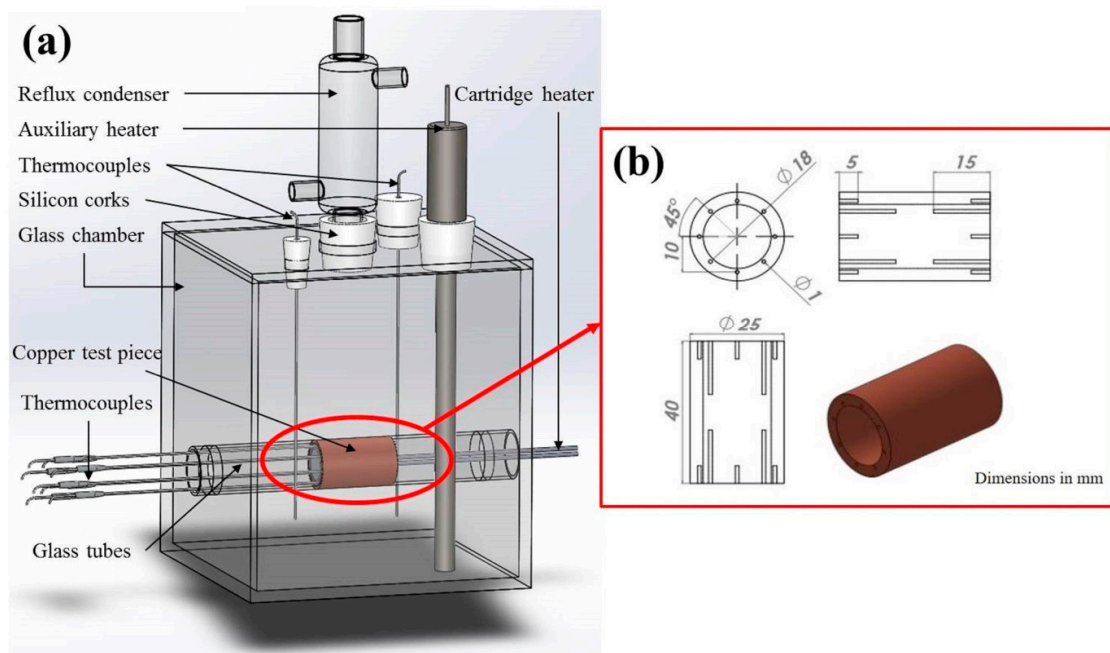 (a)
Reflux condenser
Auxiliary heater
Thermocouples
Silicon corks
Glass chamber
Copper test piece
Thermocouples
Glass tubes
Cartridge heater
(b)
Ø 18
45°
10
Ø 1
5
15
Ø 25
40
Dimensions in mm